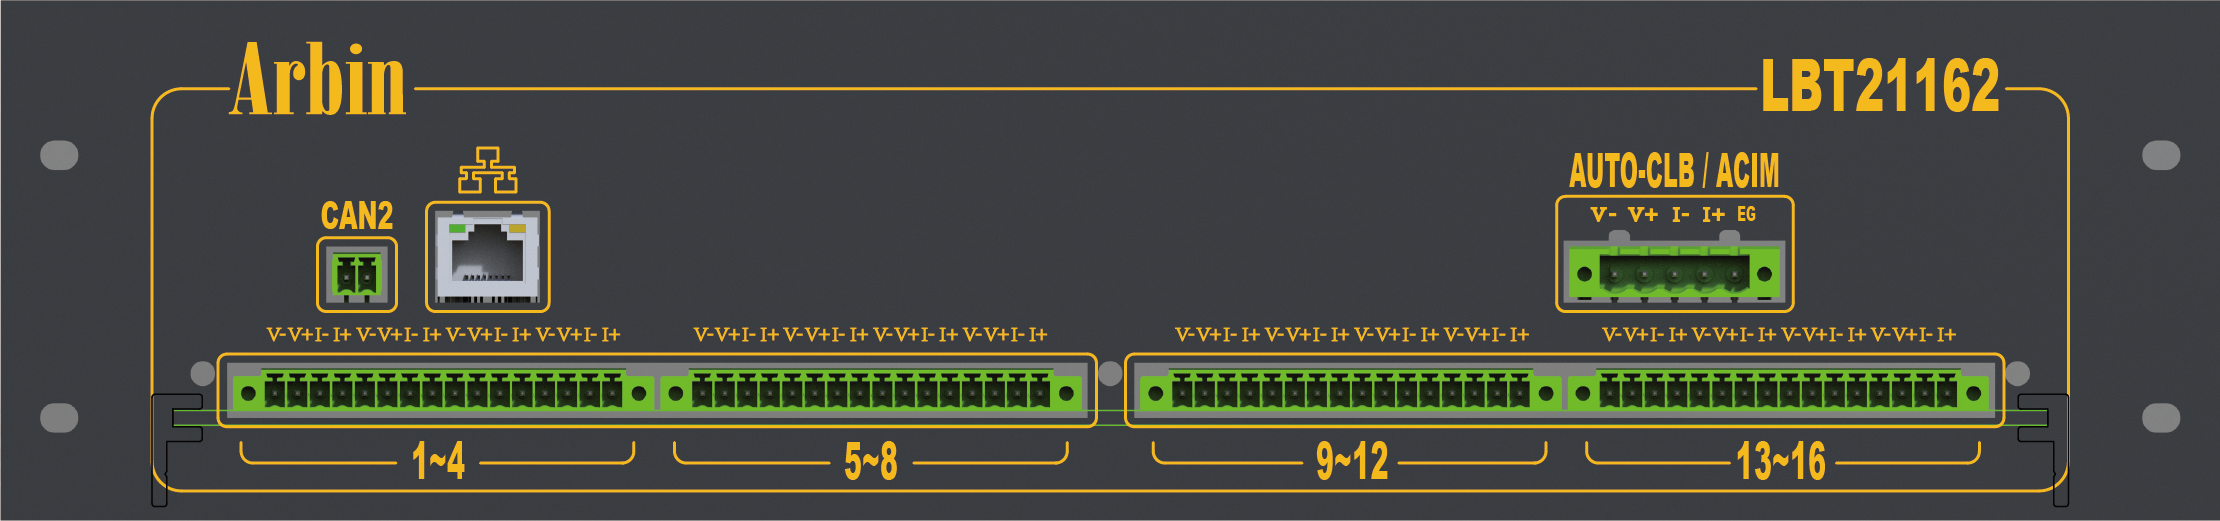 Arbin
LBT21162
AUTO-CLB / ACIM
CAN2
V- V+ I- I+ EG
V-V+I- I+ V-V+I- I+ V-V+I- I+ V-V+I- I+
V-V+I- I+ V-V+I- I+ V-V+I- I+ V-V+I- I+
V-V+I- I+ V-V+I- I+ V-V+I- I+ V-V+I- I+
V-V+I- I+ V-V+I- I+ V-V+I- I+ V-V+I- I+
1~4
5~8
9~12
13~16